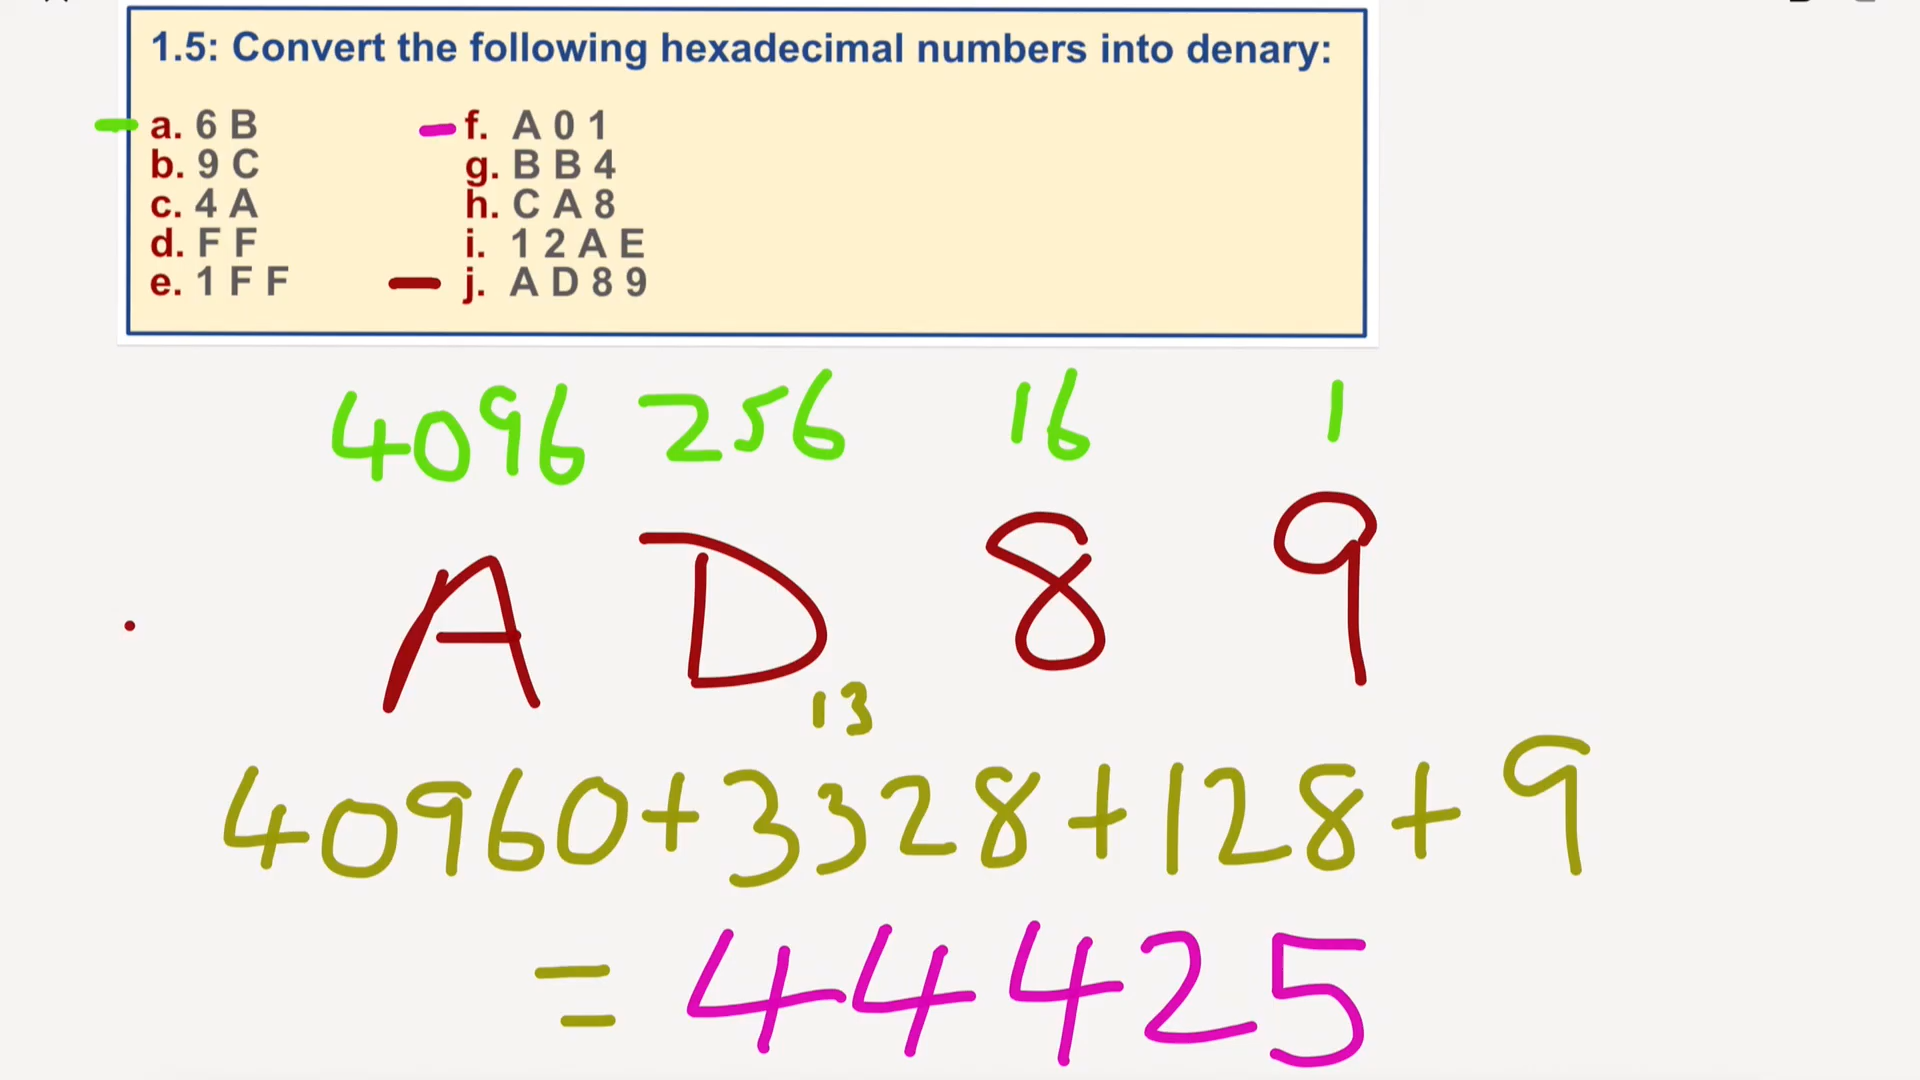 1.5: Convert the following hexadecimal numbers into denary:
a. 6 B
b. 9 C
c. 4 A
d. F F
e. 1 F F
f. A 0 1
g. B B 4
h. C A 8
i. 1 2 A E
j. A D 8 9
4096 256 16 1
A D 8 9
13
40960+3328+128+9
= 44425